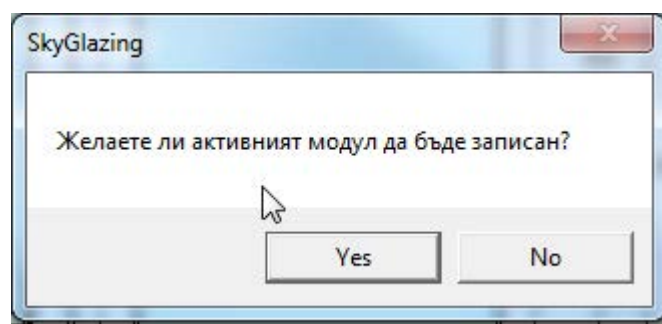 SkyGlazing
Желаете ли активният модул да бъде записан?
Yes
No